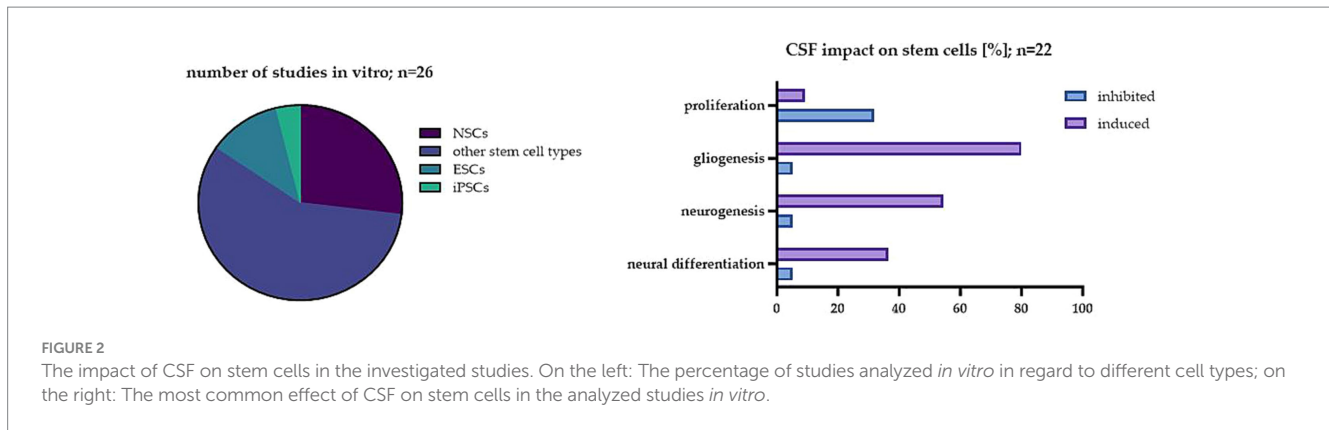 number of studies in vitro; n=26
NSCs
other stem cell types
ESCs
iPSCs
CSF impact on stem cells [%]; n=22
inhibited
induced
proliferation
gliogenesis
neurogenesis
neural differentiation
0 20 40 60 80 100
FIGURE 2
The impact of CSF on stem cells in the investigated studies. On the left: The percentage of studies analyzed in vitro in regard to different cell types; on
the right: The most common effect of CSF on stem cells in the analyzed studies in vitro.